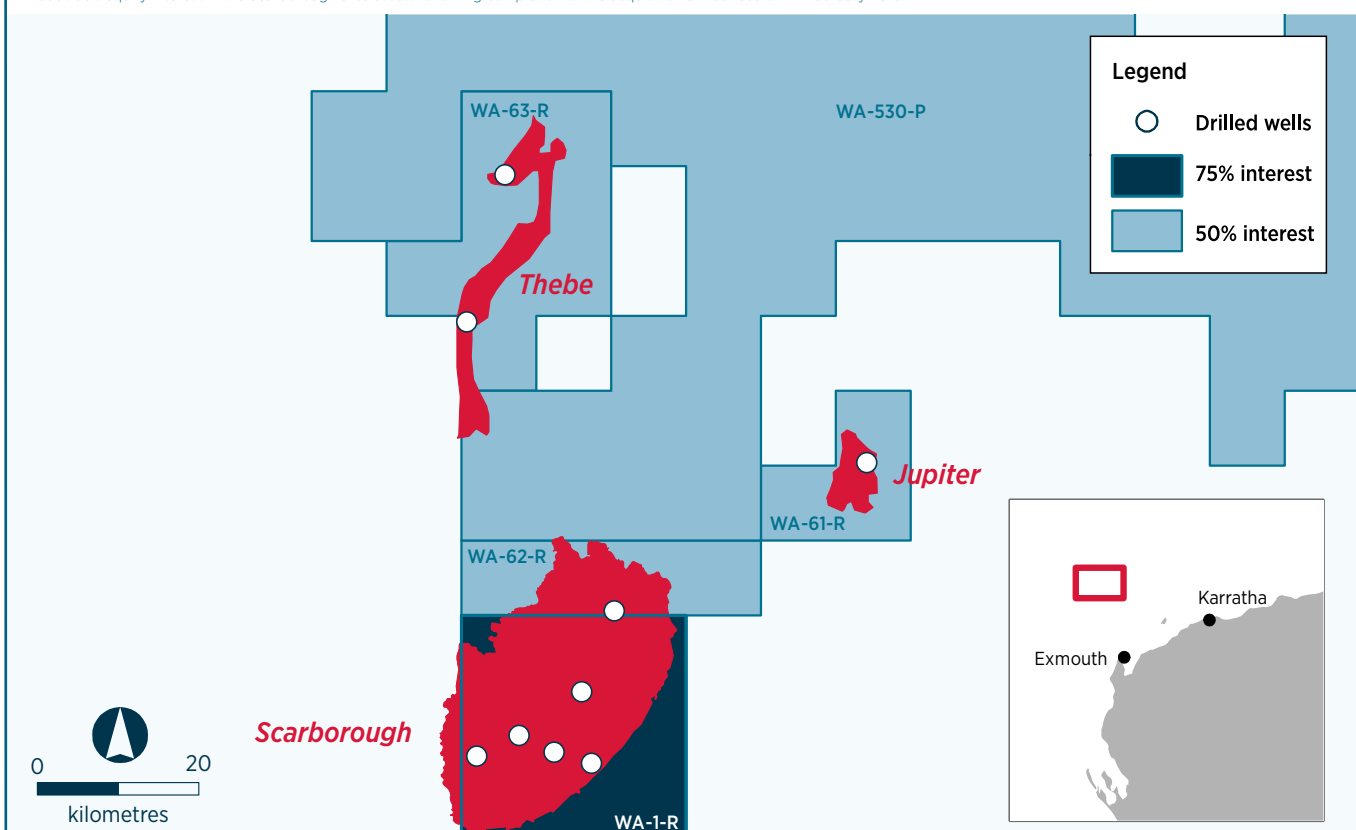 Legend
Drilled wells
75% interest
50% interest
WA-63-R
WA-530-P
Thebe
Jupiter
WA-61-R
WA-62-R
Scarborough
WA-1-R
0 20
kilometres
Karratha
Exmouth